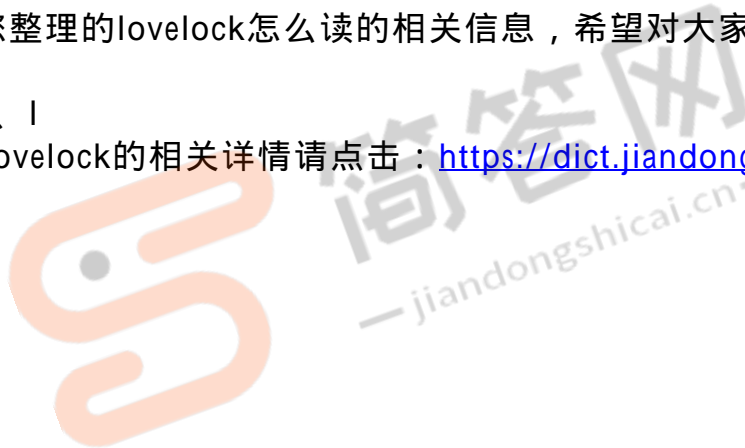 整理的lovelock怎么读的相关信息，希望对大家
、l
ovelock的相关详情请点击：https://dict.jiandong
简答网
jiandongshicai.cn